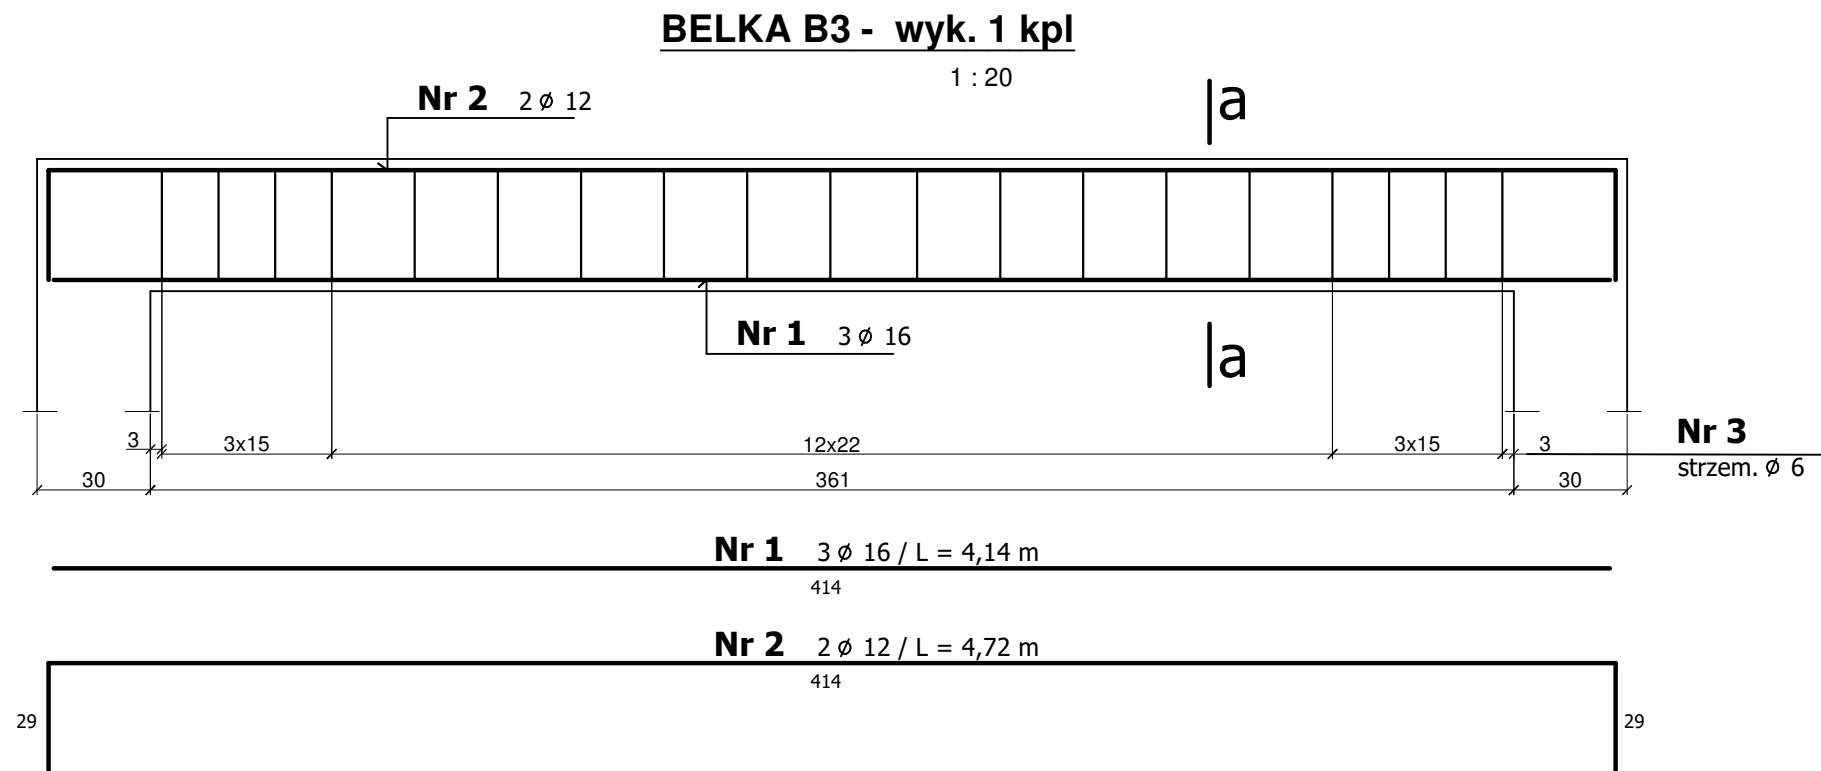 BELKA B3 - wyk. 1 kpl
1 : 20
a
Nr 2 2 ø 12
Nr 1 3 ø 16
a
3 3x15 12x22 3x15 3
Nr 3
strzem. ø 6
30 361 30
Nr 1 3 ø 16 / L = 4,14 m
414
Nr 2 2 ø 12 / L = 4,72 m
414
29 29